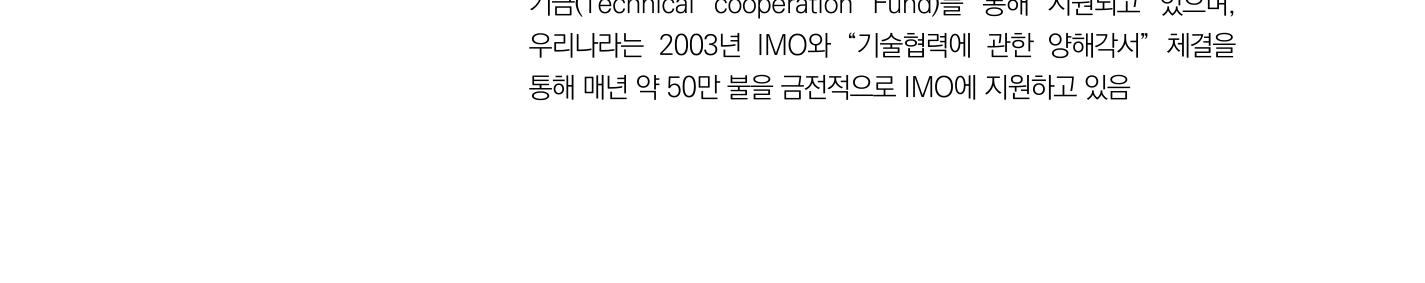 기금(Technical cooperation Fund)을 통해 지원되고 있으며,
우리나라는 2003년 IMO와 “기술협력에 관한 양해각서” 체결을
통해 매년 약 50만 불을 금전적으로 IMO에 지원하고 있음